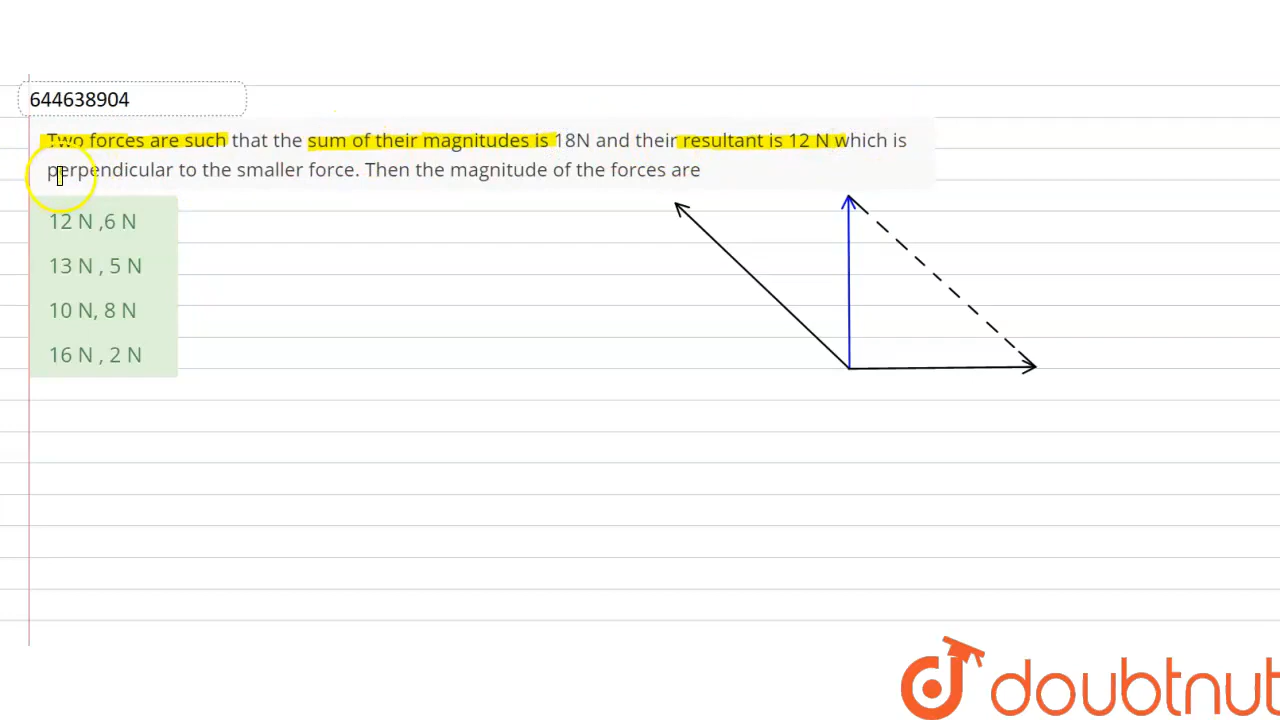 644638904
Two forces are such that the sum of their magnitudes is 18N and their resultant is 12 N which is
perpendicular to the smaller force. Then the magnitude of the forces are
12 N ,6 N
13 N , 5 N
10 N, 8 N
16 N , 2 N
doubtnut